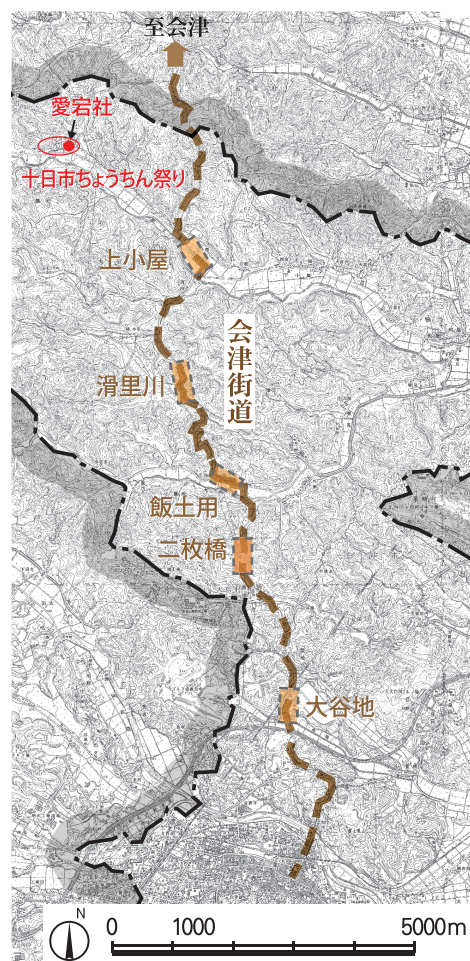 至会津
愛宕社
十日市ちょうちん祭り
上小屋
会津街道
滑里川
飯土用
二枚橋
大谷地
N
0 1000 5000m